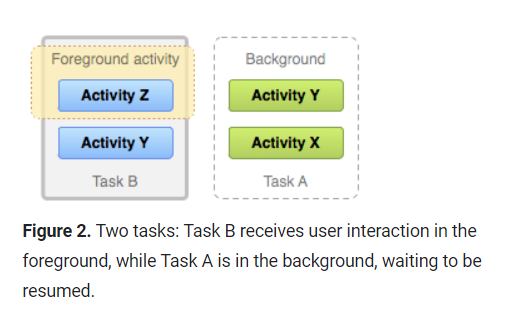 Foreground activity
Activity Z
Activity Y
Task B
Background
Activity Y
Activity X
Task A
Figure 2. Two tasks: Task B receives user interaction in the
foreground, while Task A is in the background, waiting to be
resumed.